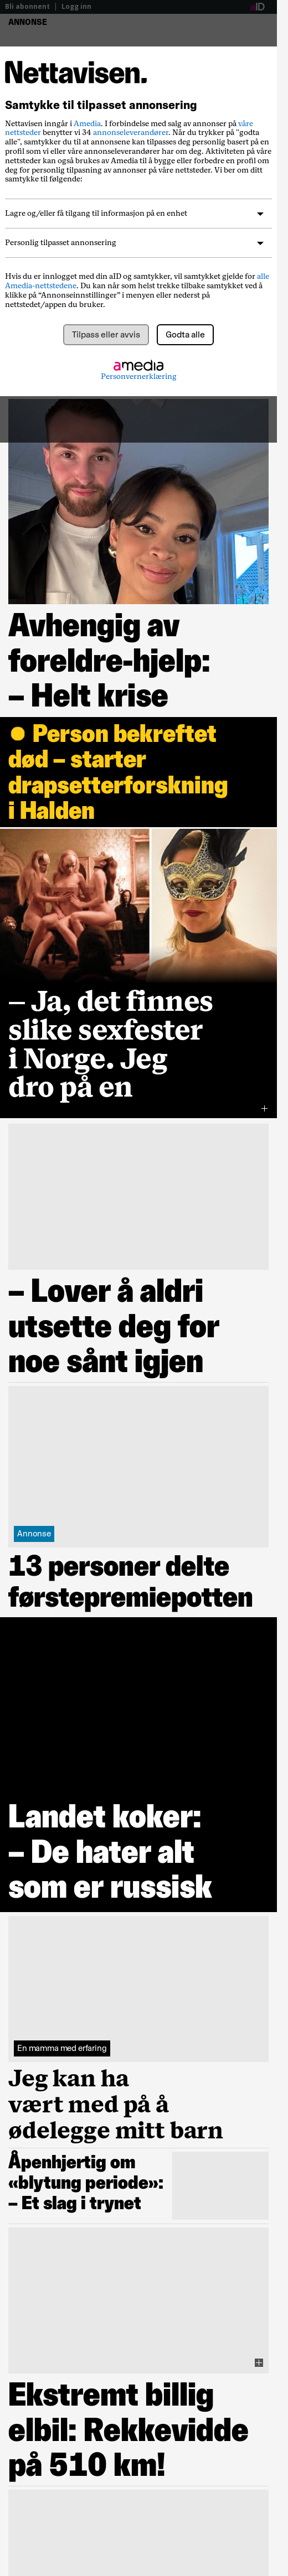 Bli abonnent | Logg inn
aID
ANNONSE
Nettavisen.
Samtykke til tilpasset annonsering
Nettavisen inngår i Amedia. I forbindelse med salg av annonser på våre
nettsteder benytter vi 34 annonseleverandører. Når du trykker på "godta
alle", samtykker du til at annonsene kan tilpasses deg personlig basert på en
profil som vi eller våre annonseleverandører har om deg. Aktiviteten på våre
nettsteder kan også brukes av Amedia til å bygge eller forbedre en profil om
deg for personlig tilpasning av annonser på våre nettsteder. Vi ber om ditt
samtykke til følgende:
Lagre og/eller få tilgang til informasjon på en enhet
Personlig tilpasset annonsering
Hvis du er innlogget med din aID og samtykker, vil samtykket gjelde for alle
Amedia-nettstedene. Du kan når som helst trekke tilbake samtykket ved å
klikke på “Annonseinnstillinger” i menyen eller nederst på
nettstedet/appen du bruker.
Tilpass eller avvis
Godta alle
amedia
Personvernerklæring
Avhengig av
foreldre-hjelp:
– Helt krise
Person bekreftet
død – starter
drapsetterforskning
i Halden
– Ja, det finnes
slike sexfester
i Norge. Jeg
dro på en
– Lover å aldri
utsette deg for
noe sånt igjen
Annonse
13 personer delte
førstepremiepotten
Landet koker:
– De hater alt
som er russisk
En mamma med erfaring
Jeg kan ha
vært med på å
ødelegge mitt barn
Åpenhjertig om
«blytung periode»:
– Et slag i trynet
Ekstremt billig
elbil: Rekkevidde
på 510 km!